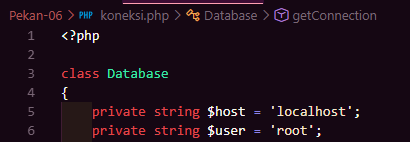 Pekan-06 > PHP koneksi.php > Database > getConnection
1 <?php
2
3 class Database
4 {
5 private string $host = 'localhost';
6 private string $user = 'root';